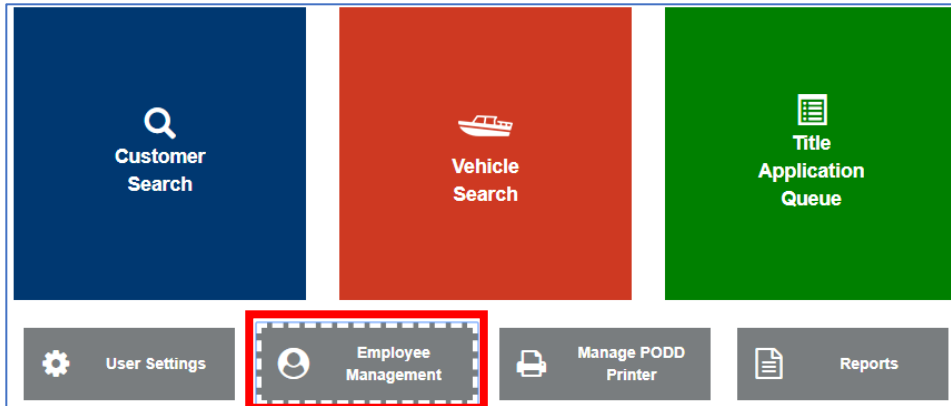 Customer
Search
Vehicle
Search
Title
Application
Queue
User Settings
Employee
Management
Manage PODD
Printer
Reports